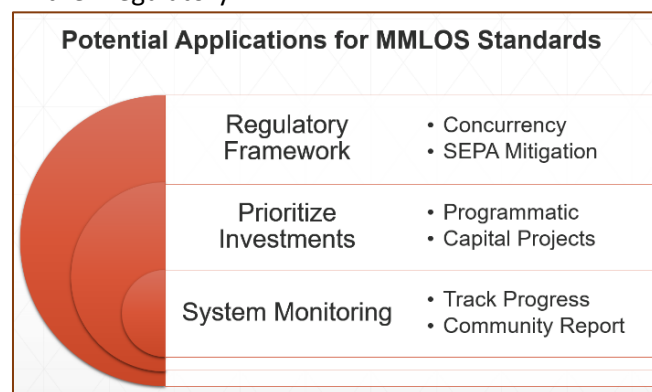 Potential Applications for MMLOS Standards
Regulatory
Framework
• Concurrency
• SEPA Mitigation
Prioritize
Investments
• Programmatic
• Capital Projects
System Monitoring
• Track Progress
• Community Report